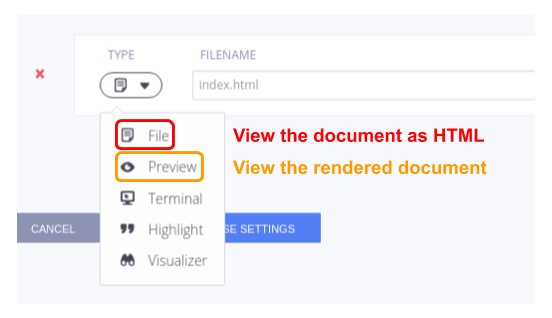 TYPE FILENAME
index.html
File View the document as HTML
Preview View the rendered document
Terminal
CANCEL Highlight SE SETTINGS
Visualizer